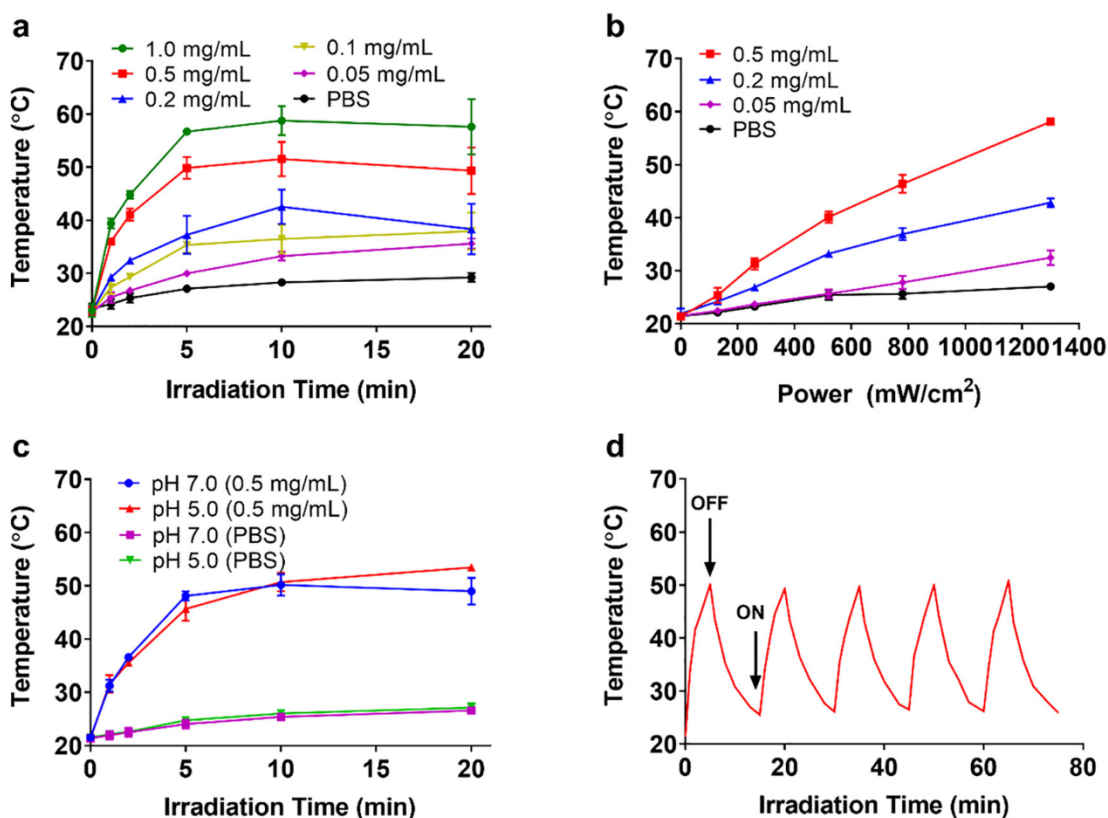 a
1.0 mg/mL
0.1 mg/mL
0.5 mg/mL
0.05 mg/mL
0.2 mg/mL
PBS
Temperature (°C)
70
60
50
40
30
20
0
5
10
15
20
Irradiation Time (min)
b
0.5 mg/mL
0.2 mg/mL
0.05 mg/mL
PBS
Temperature (°C)
70
60
50
40
30
20
0
200
400
600
800
1000
1200
1400
Power (mW/cm²)
c
pH 7.0 (0.5 mg/mL)
pH 5.0 (0.5 mg/mL)
pH 7.0 (PBS)
pH 5.0 (PBS)
Temperature (°C)
70
60
50
40
30
20
0
5
10
15
20
Irradiation Time (min)
d
OFF
ON
Temperature (°C)
70
60
50
40
30
20
0
20
40
60
80
Irradiation Time (min)